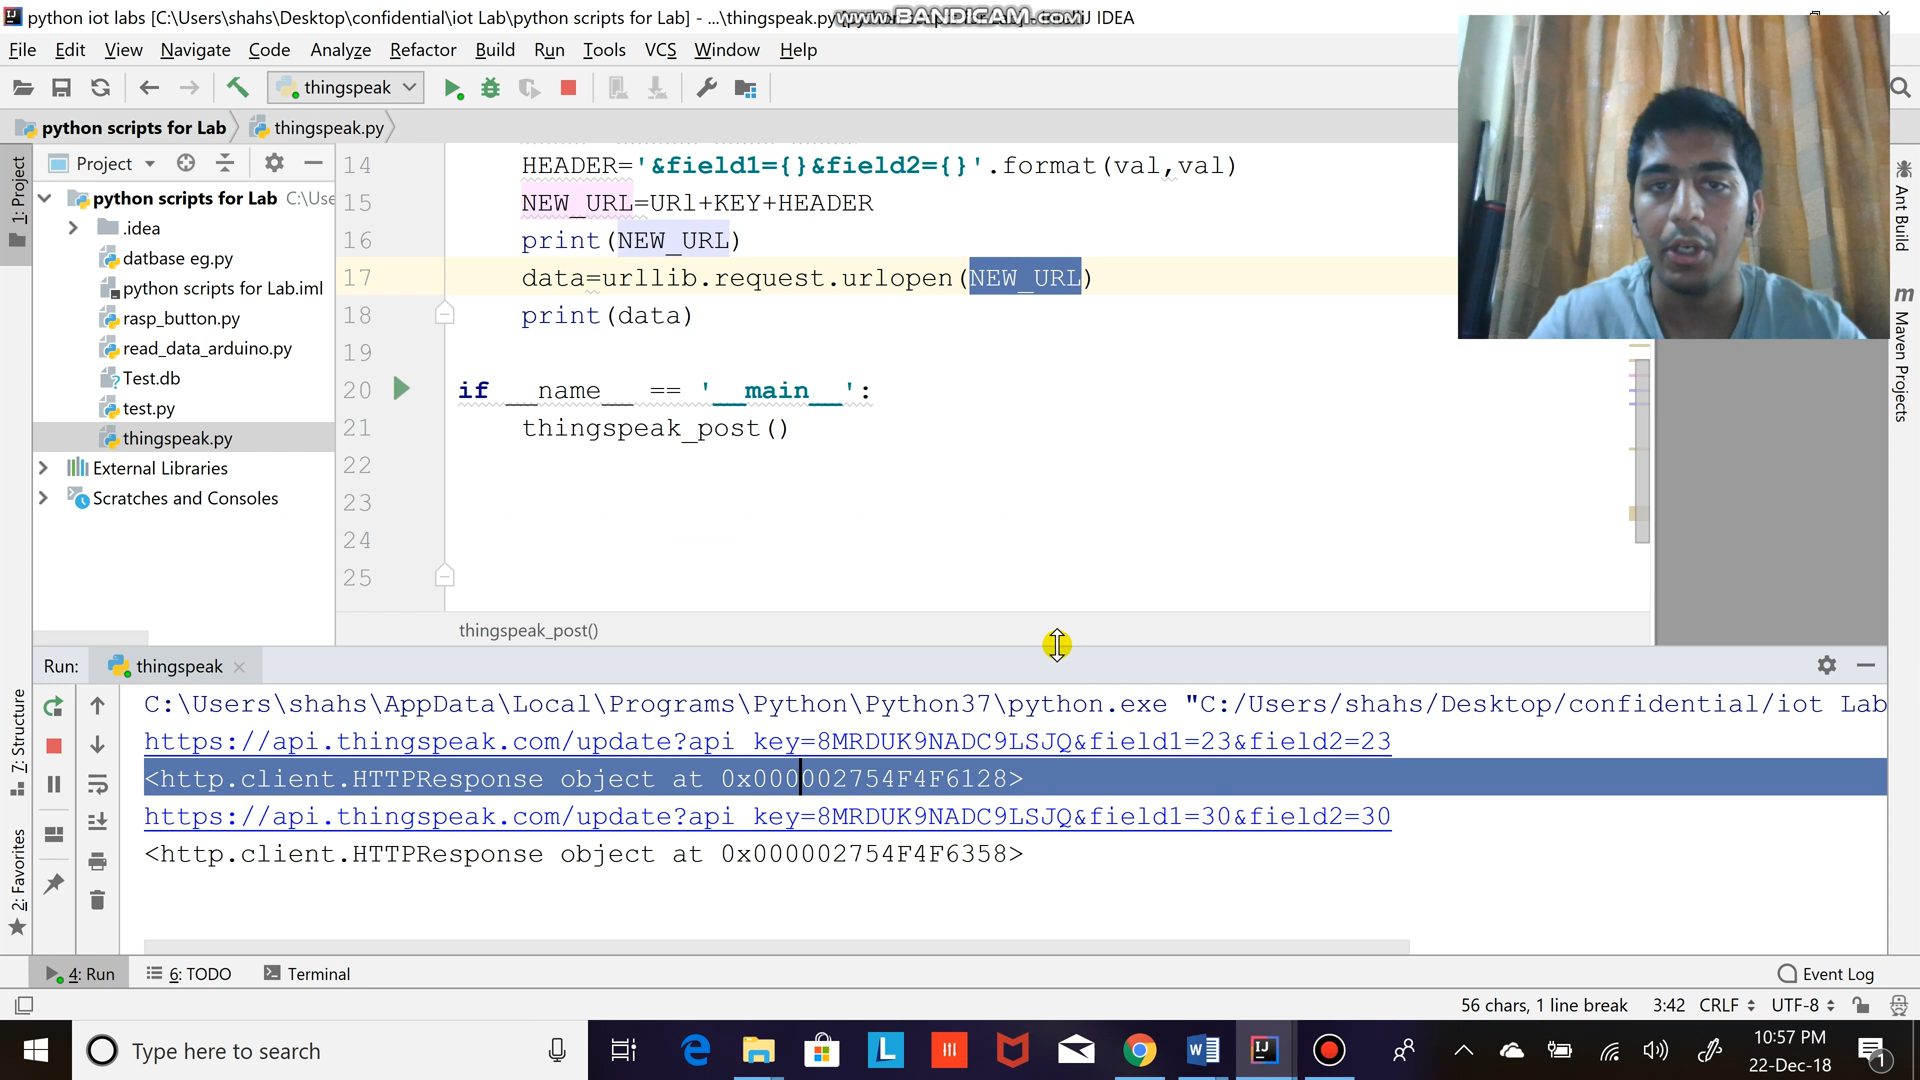 python iot labs [C:\Users\shahs\Desktop\confidential\iot Lab\python scripts for Lab] - ...\thingspeak.py
www.BANDICAM.com
IntelliJ IDEA
File Edit View Navigate Code Analyze Refactor Build Run Tools VCS Window Help
thingspeak
python scripts for Lab
thingspeak.py
1: Project
Project
python scripts for Lab C:\Use
.idea
datbase eg.py
python scripts for Lab.iml
rasp_button.py
read_data_arduino.py
Test.db
test.py
thingspeak.py
External Libraries
Scratches and Consoles
14 HEADER='&field1={}&field2={}'.format(val,val)
15 NEW_URL=URl+KEY+HEADER
16 print(NEW_URL)
17 data=urllib.request.urlopen(NEW_URL)
18 print(data)
19
20 if __name__ == '__main__':
21 thingspeak_post()
22
23
24
25
thingspeak_post()
Ant Build
m Maven Projects
Run: thingspeak
C:\Users\shahs\AppData\Local\Programs\Python\Python37\python.exe "C:/Users/shahs/Desktop/confidential/iot Lab
https://api.thingspeak.com/update?api_key=8MRDUK9NADC9LSJQ&field1=23&field2=23
<http.client.HTTPResponse object at 0x000002754F4F6128>
https://api.thingspeak.com/update?api_key=8MRDUK9NADC9LSJQ&field1=30&field2=30
<http.client.HTTPResponse object at 0x000002754F4F6358>
7: Structure
2: Favorites
4: Run
6: TODO
Terminal
Event Log
56 chars, 1 line break 3:42 CRLF UTF-8
Type here to search
10:57 PM
22-Dec-18
1